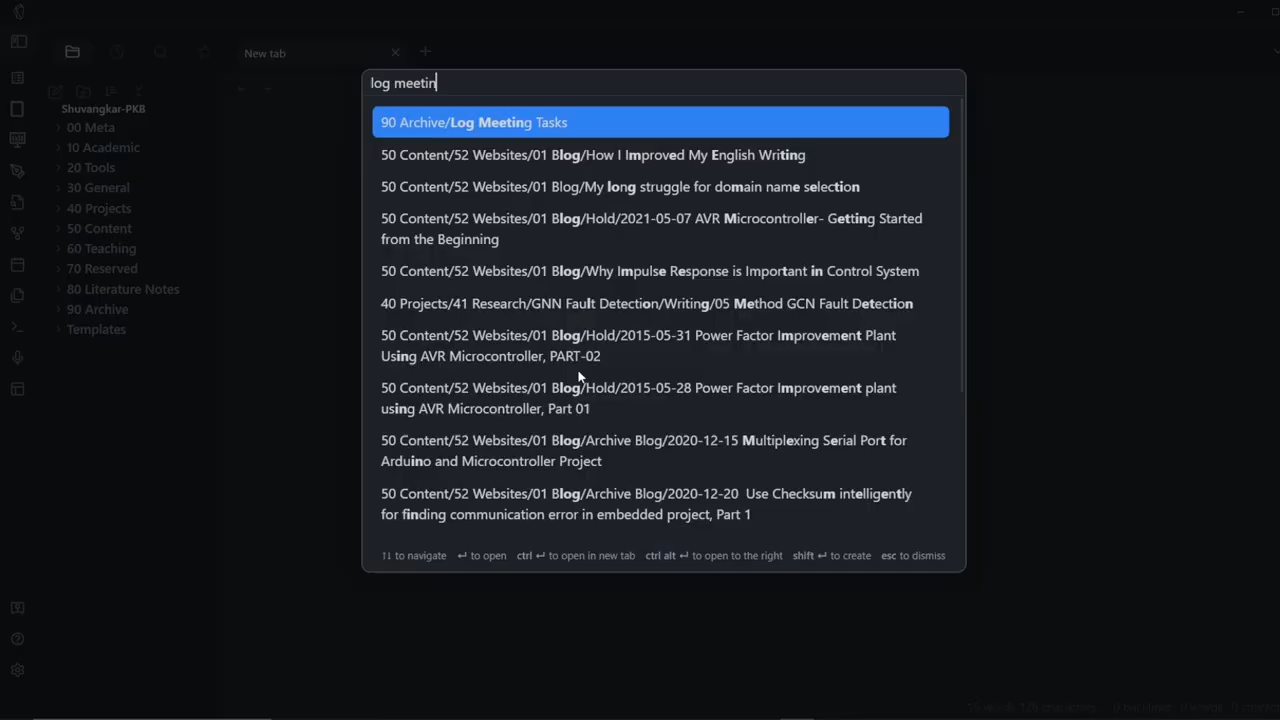 New tab
log meetin
Shuvangkar-PKB
00 Meta
10 Academic
20 Tools
30 General
40 Projects
50 Content
60 Teaching
70 Reserved
80 Literature Notes
90 Archive
Templates
90 Archive/Log Meeting Tasks
50 Content/52 Websites/01 Blog/How I Improved My English Writing
50 Content/52 Websites/01 Blog/My long struggle for domain name selection
50 Content/52 Websites/01 Blog/Hold/2021-05-07 AVR Microcontroller- Getting Started
from the Beginning
50 Content/52 Websites/01 Blog/Why Impulse Response is Important in Control System
40 Projects/41 Research/GNN Fault Detection/Writing/05 Method GCN Fault Detection
50 Content/52 Websites/01 Blog/Hold/2015-05-31 Power Factor Improvement Plant
Using AVR Microcontroller, PART-02
50 Content/52 Websites/01 Blog/Hold/2015-05-28 Power Factor Improvement plant
using AVR Microcontroller, Part 01
50 Content/52 Websites/01 Blog/Archive Blog/2020-12-15 Multiplexing Serial Port for
Arduino and Microcontroller Project
50 Content/52 Websites/01 Blog/Archive Blog/2020-12-20 Use Checksum intelligently
for finding communication error in embedded project, Part 1
↑↓ to navigate ↵ to open ctrl ↵ to open in new tab ctrl alt ↵ to open to the right shift ↵ to create esc to dismiss